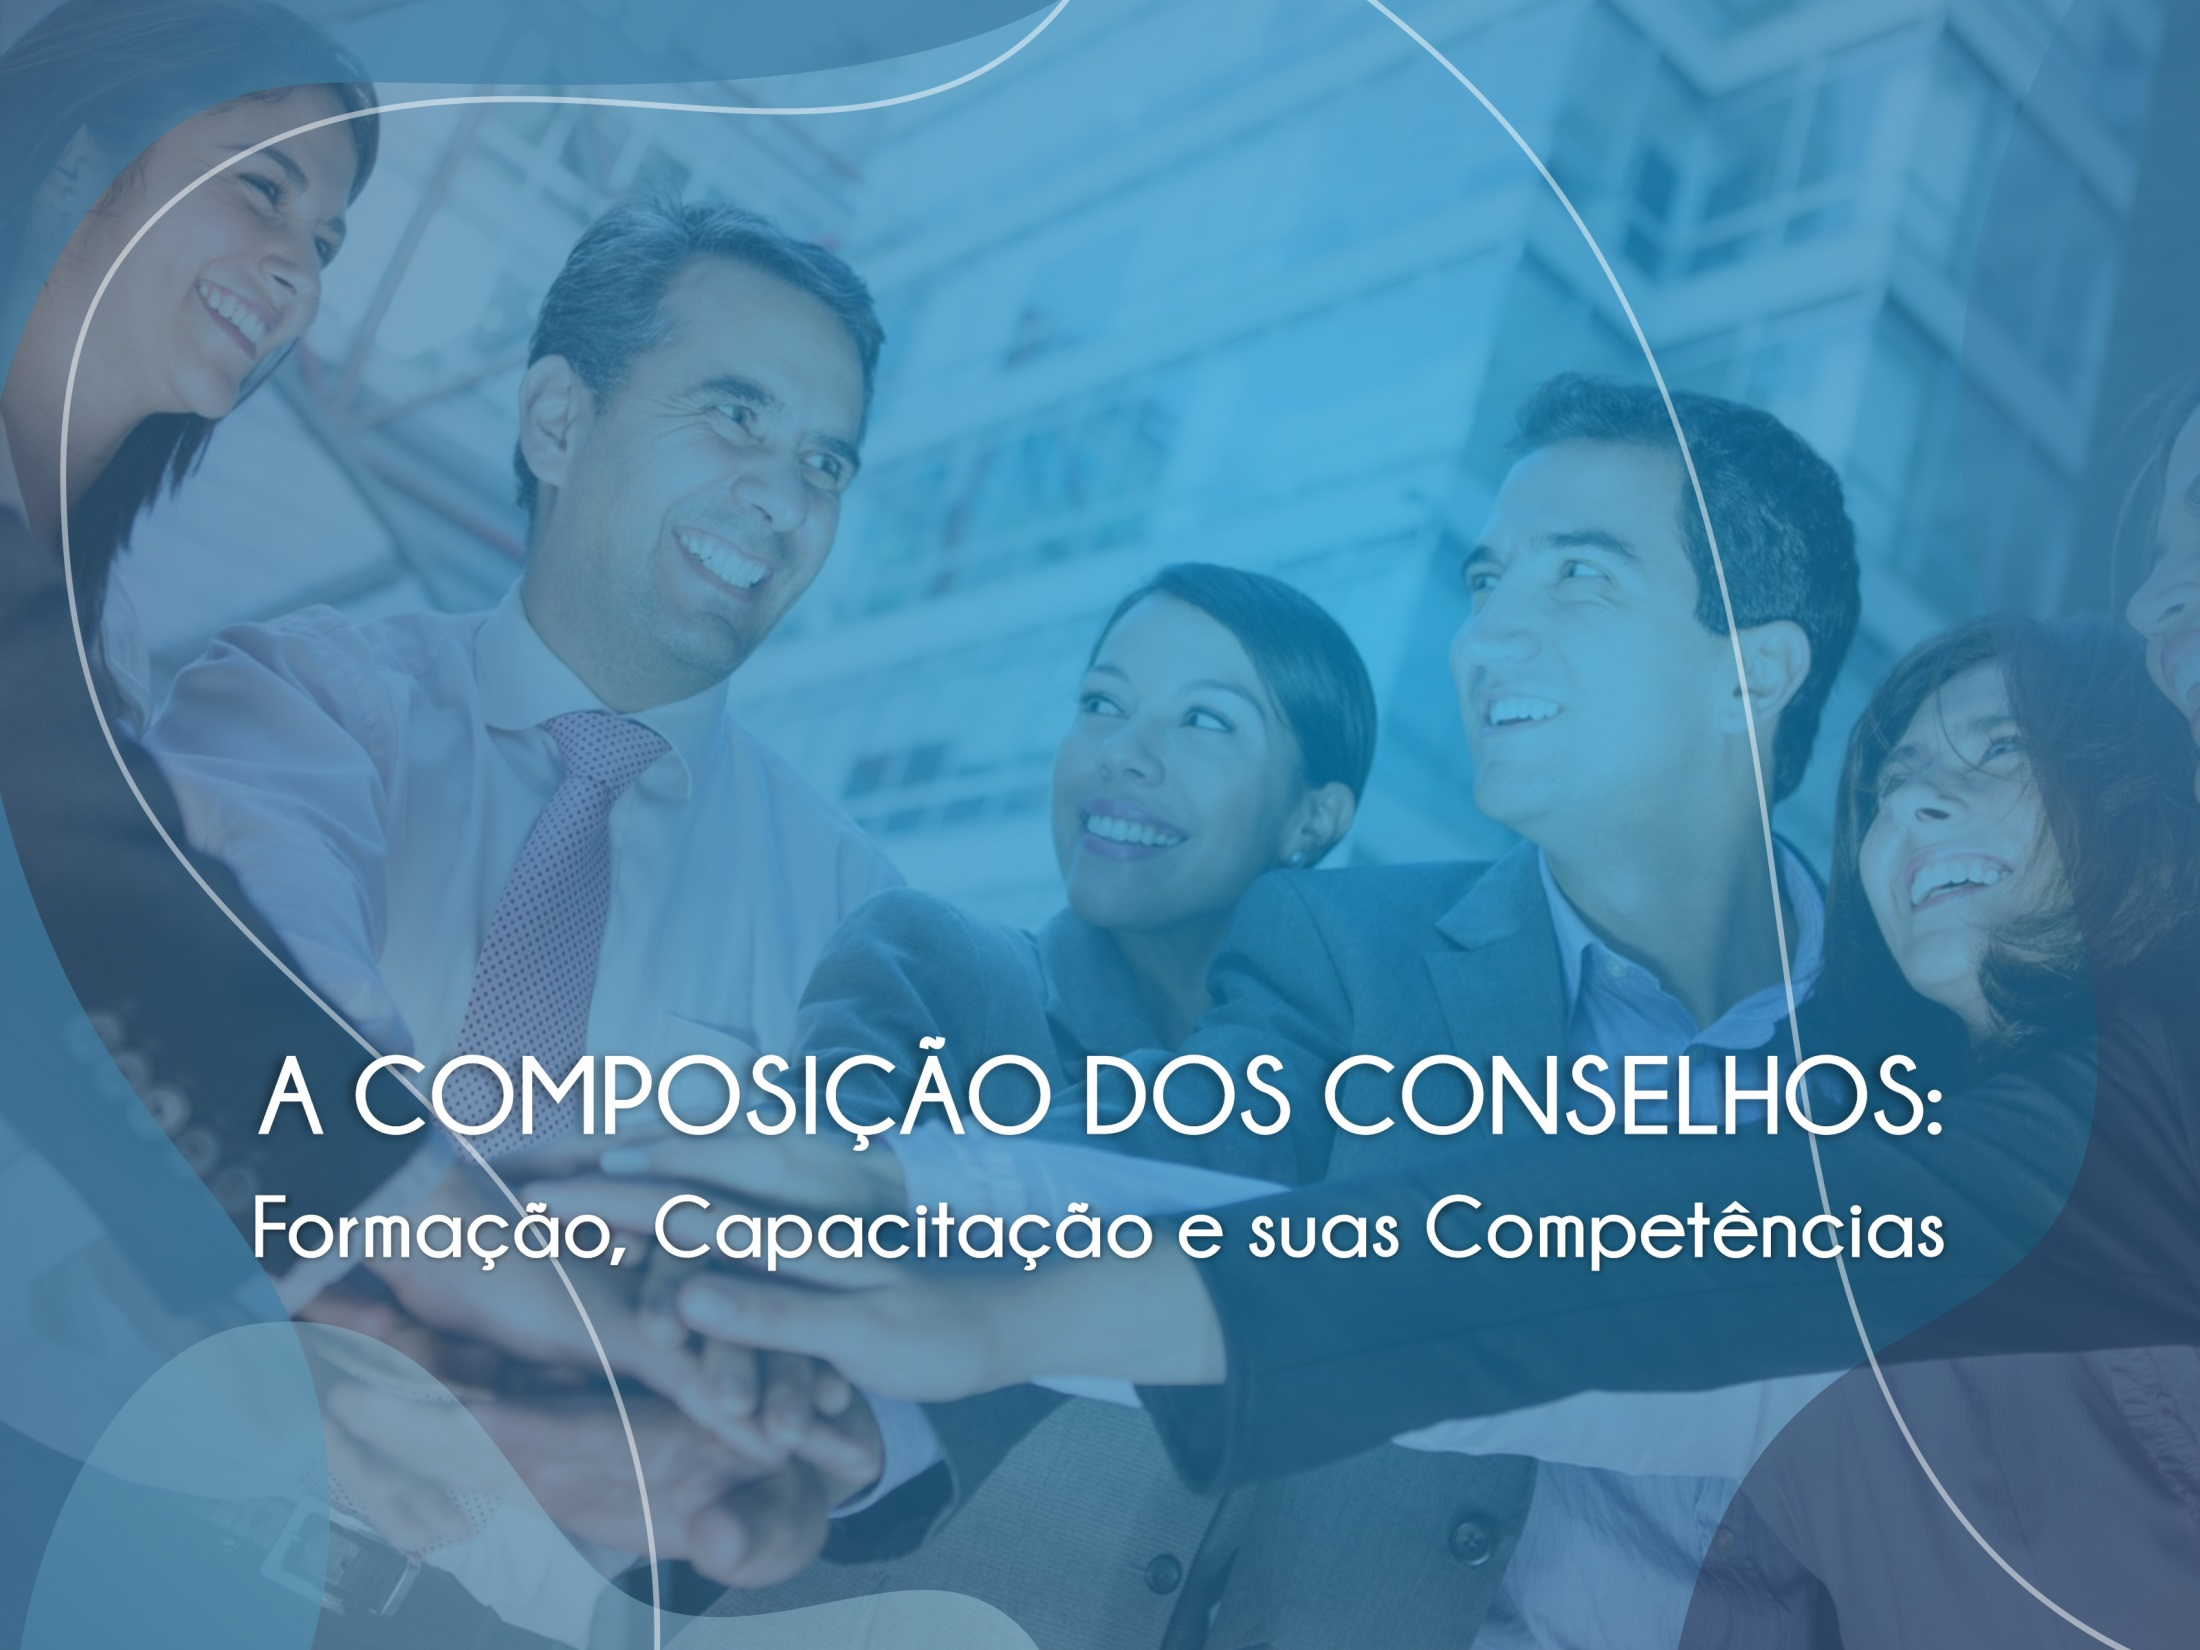 A COMPOSIÇÃO DOS CONSELHOS:
Formação, Capacitação e suas Competências